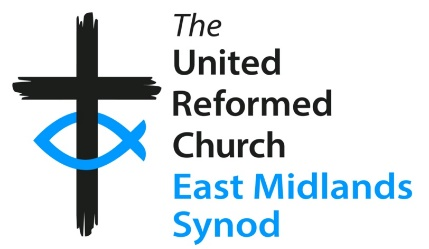 The
United
Reformed
Church
East Midlands
Synod